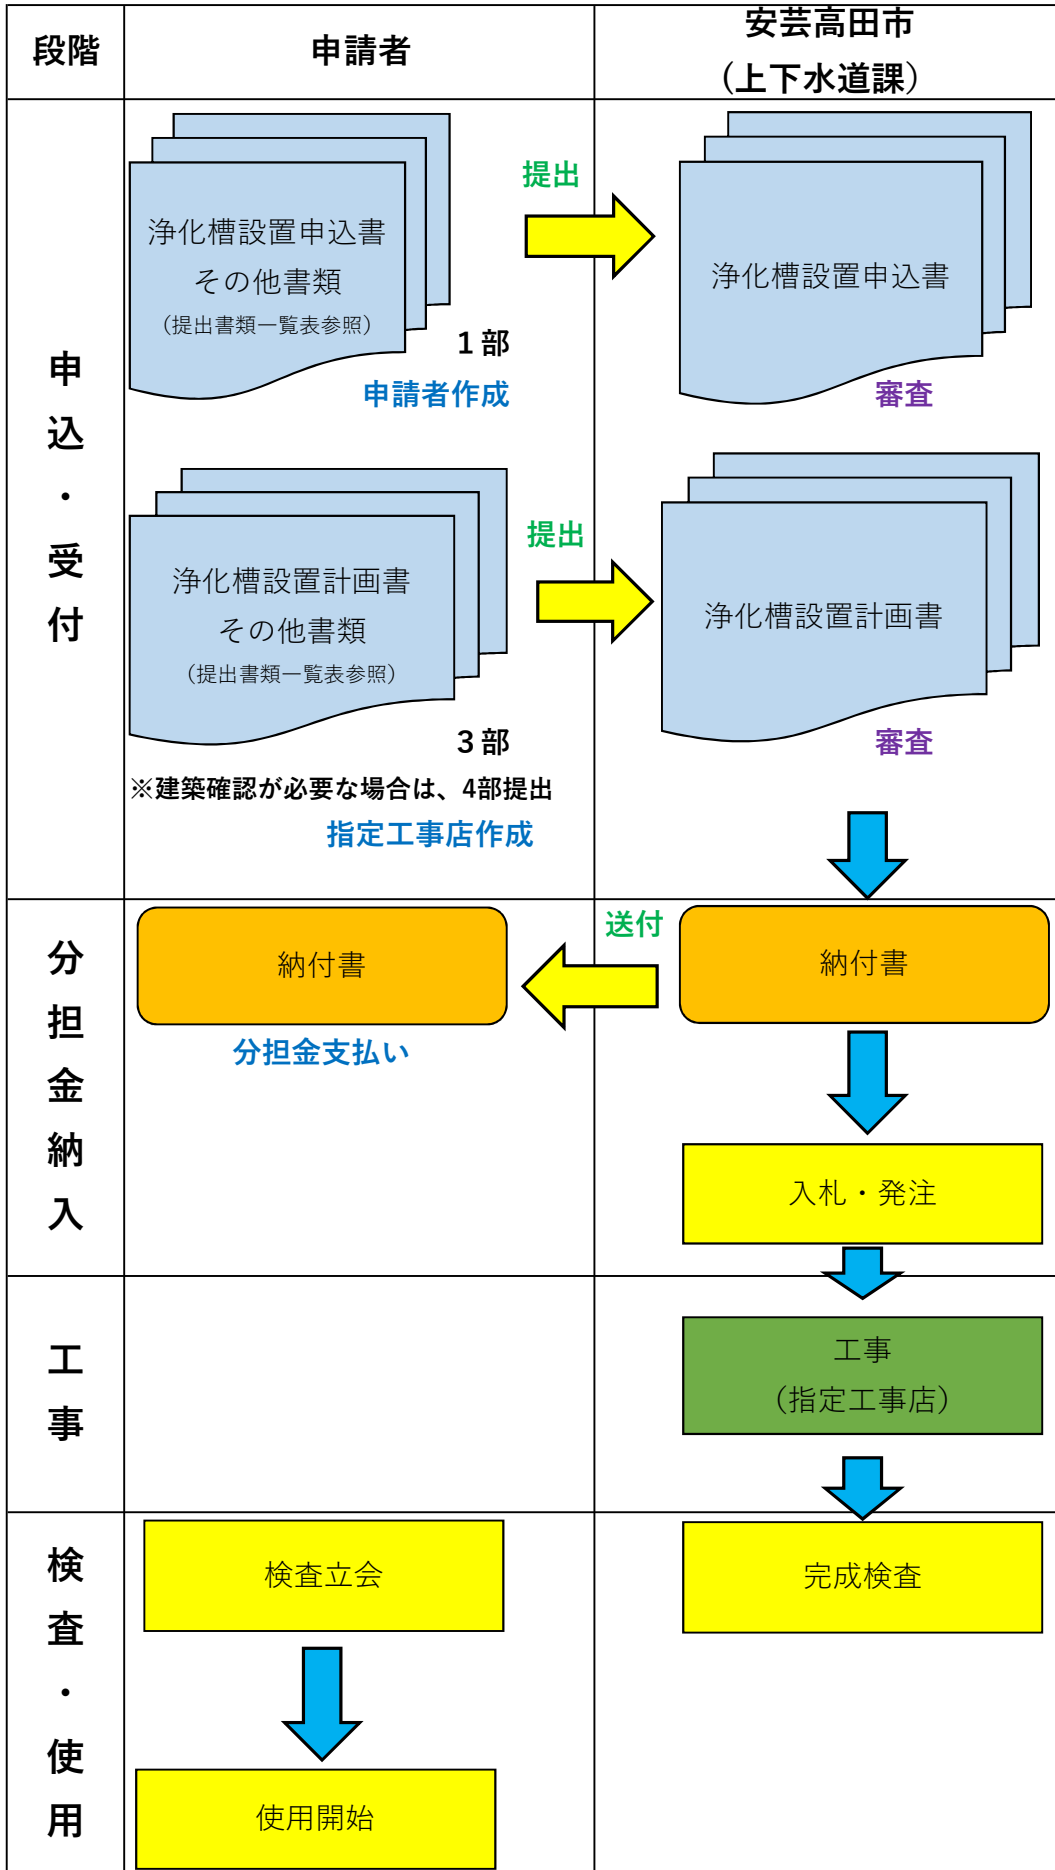 段階
申請者
安芸高田市
（上下水道課）
申込・受付
浄化槽設置申込書
その他書類
（提出書類一覧表参照）
1部
申請者作成
提出
浄化槽設置申込書
審査
浄化槽設置計画書
その他書類
（提出書類一覧表参照）
3部
※建築確認が必要な場合は、4部提出
指定工事店作成
提出
浄化槽設置計画書
審査
分担金納入
納付書
分担金支払い
送付
納付書
入札・発注
工事
工事
（指定工事店）
検査・使用
検査立会
完成検査
使用開始